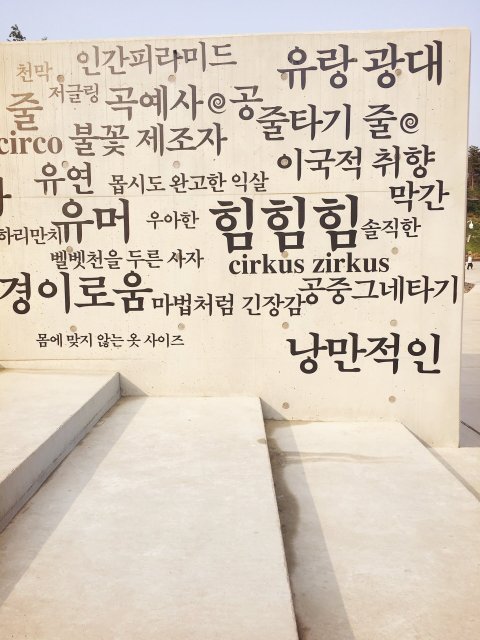 천막 인간피라미드 유랑 광대
줄 저글링 곡예사 공 줄타기 줄
circo 불꽃 제조자 이국적 취향
유연 몹시도 완고한 익살 막간
하리만치 유머 우아한 힘힘힘 솔직한
벨벳천을 두른 사자 cirkus zirkus
경이로움 마법처럼 긴장감 공중그네타기
몸에 맞지 않는 옷 사이즈 낭만적인